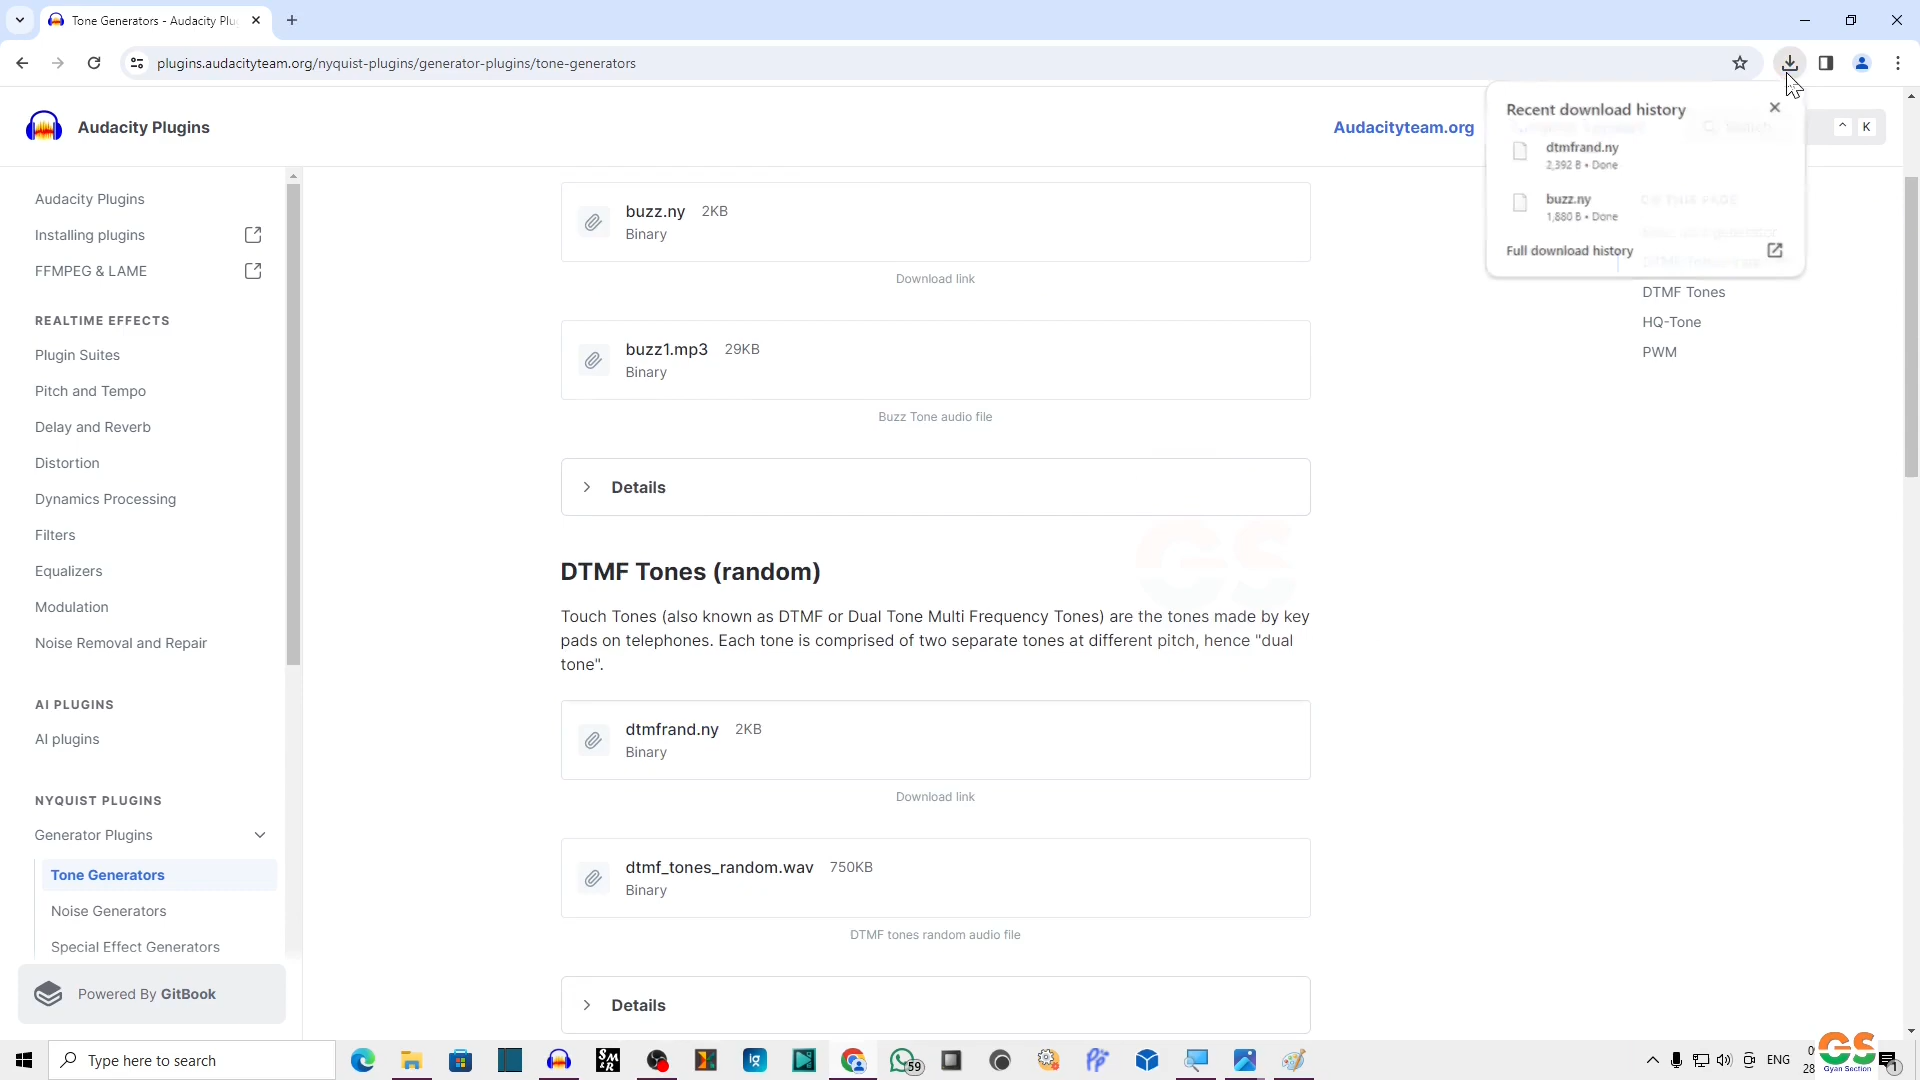 Tone Generators - Audacity Plu
plugins.audacityteam.org/nyquist-plugins/generator-plugins/tone-generators
Recent download history
dtmfrand.ny
2,392 B • Done
buzz.ny
1,880 B • Done
Full download history
Audacity Plugins
Audacityteam.org
K
Audacity Plugins
Installing plugins
FFMPEG & LAME
REALTIME EFFECTS
Plugin Suites
Pitch and Tempo
Delay and Reverb
Distortion
Dynamics Processing
Filters
Equalizers
Modulation
Noise Removal and Repair
AI PLUGINS
AI plugins
NYQUIST PLUGINS
Generator Plugins
Tone Generators
Noise Generators
Special Effect Generators
Powered By GitBook
buzz.ny 2KB
Binary
Download link
buzz1.mp3 29KB
Binary
Buzz Tone audio file
Details
DTMF Tones (random)
Touch Tones (also known as DTMF or Dual Tone Multi Frequency Tones) are the tones made by key
pads on telephones. Each tone is comprised of two separate tones at different pitch, hence "dual
tone".
dtmfrand.ny 2KB
Binary
Download link
dtmf_tones_random.wav 750KB
Binary
DTMF tones random audio file
Details
ON THIS PAGE
DTMF Tones
HQ-Tone
PWM
GS
Type here to search
59
ENG
28
GS
Gyan Section
1